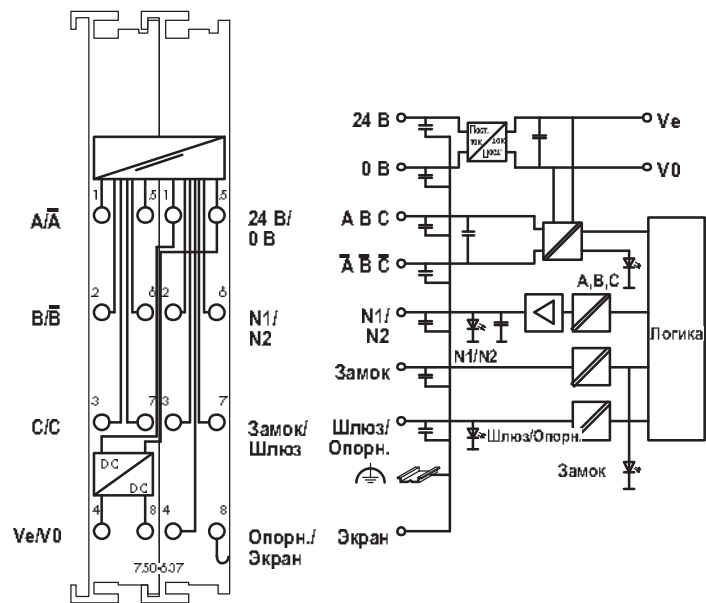 1 .5 1 .5
A/A̅
24 В/
0 В
.2 6 .2 6
B/B̅
N1/
N2
.3 7 .3 7
C/C
Замок/
Шлюз
DC
DC
4 8 4 8
Ve/V0
Опорн./
Экран
24 В
Пост.
ток
ток
Пост.
Ve
0 В
V0
A B C
A̅ B̅ C̅
A,B,C
N1/
N2
N1/N2
Логика
Замок
Шлюз/
Опорн.
Шлюз/Опорн.
Замок
Экран